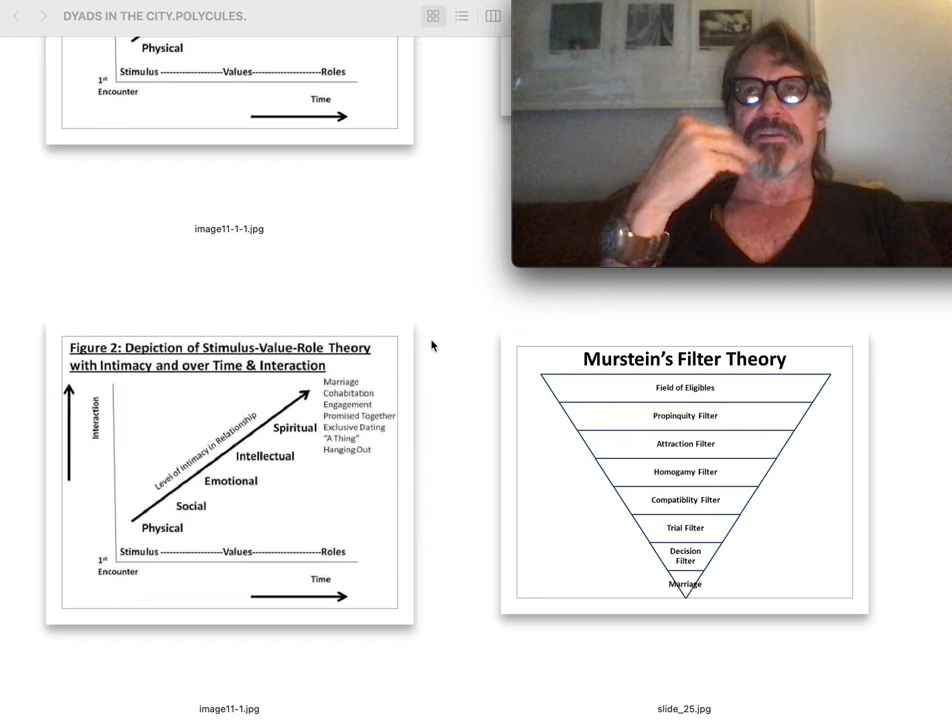 DYADS IN THE CITY.POLYCULES.
Physical
Stimulus ----------------------Values--------------------Roles
1st
Encounter
Time
image11-1-1.jpg
Figure 2: Depiction of Stimulus-Value-Role Theory
with Intimacy and over Time & Interaction
Interaction
Level of Intimacy in Relationship
Marriage
Cohabitation
Engagement
Promised Together
Exclusive Dating
"A Thing"
Hanging Out
Spiritual
Intellectual
Emotional
Social
Physical
Stimulus ----------------------Values--------------------Roles
1st
Encounter
Time
image11-1.jpg
Murstein's Filter Theory
Field of Eligibles
Propinquity Filter
Attraction Filter
Homogamy Filter
Compatiblity Filter
Trial Filter
Decision
Filter
Marriage
slide_25.jpg